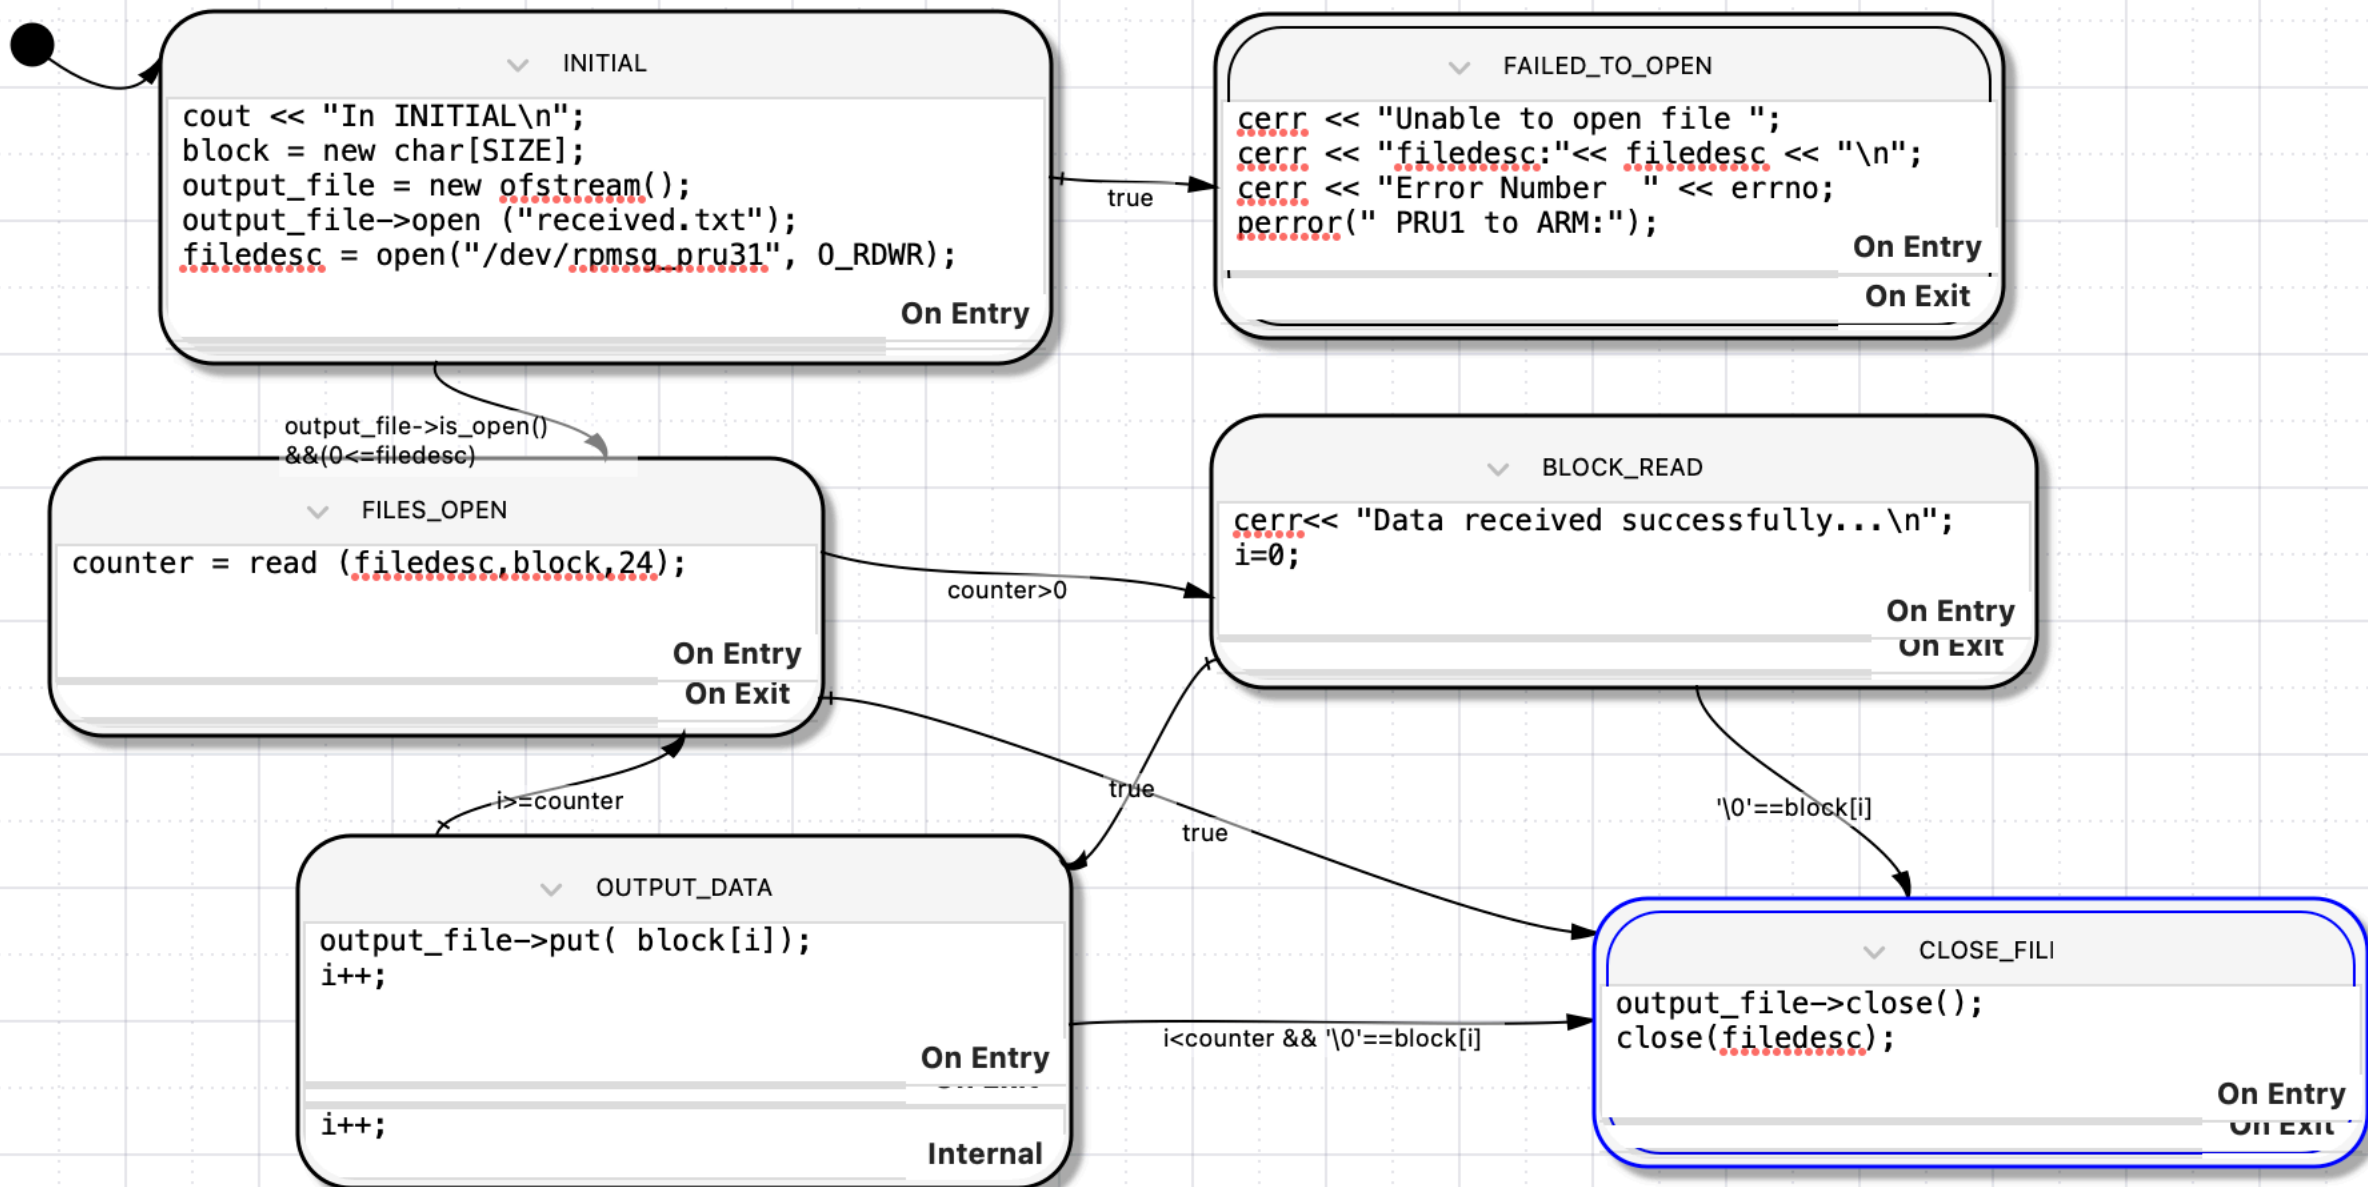 INITIAL
cout << "In INITIAL\n";
block = new char[SIZE];
output_file = new ofstream();
output_file->open ("received.txt");
filedesc = open("/dev/rpmsg_pru31", O_RDWR);
On Entry
true
FAILED_TO_OPEN
cerr << "Unable to open file ";
cerr << "filedesc:"<< filedesc << "\n";
cerr << "Error Number  " << errno;
perror(" PRU1 to ARM:");
On Entry
On Exit
output_file->is_open()
&&(0<=filedesc)
FILES_OPEN
counter = read (filedesc,block,24);
On Entry
On Exit
counter>0
BLOCK_READ
cerr<< "Data received successfully...\n";
i=0;
On Entry
On Exit
i>=counter
true
true
'\0'==block[i]
OUTPUT_DATA
output_file->put( block[i]);
i++;
On Entry
i++;
Internal
i<counter && '\0'==block[i]
CLOSE_FILI
output_file->close();
close(filedesc);
On Entry
On Exit